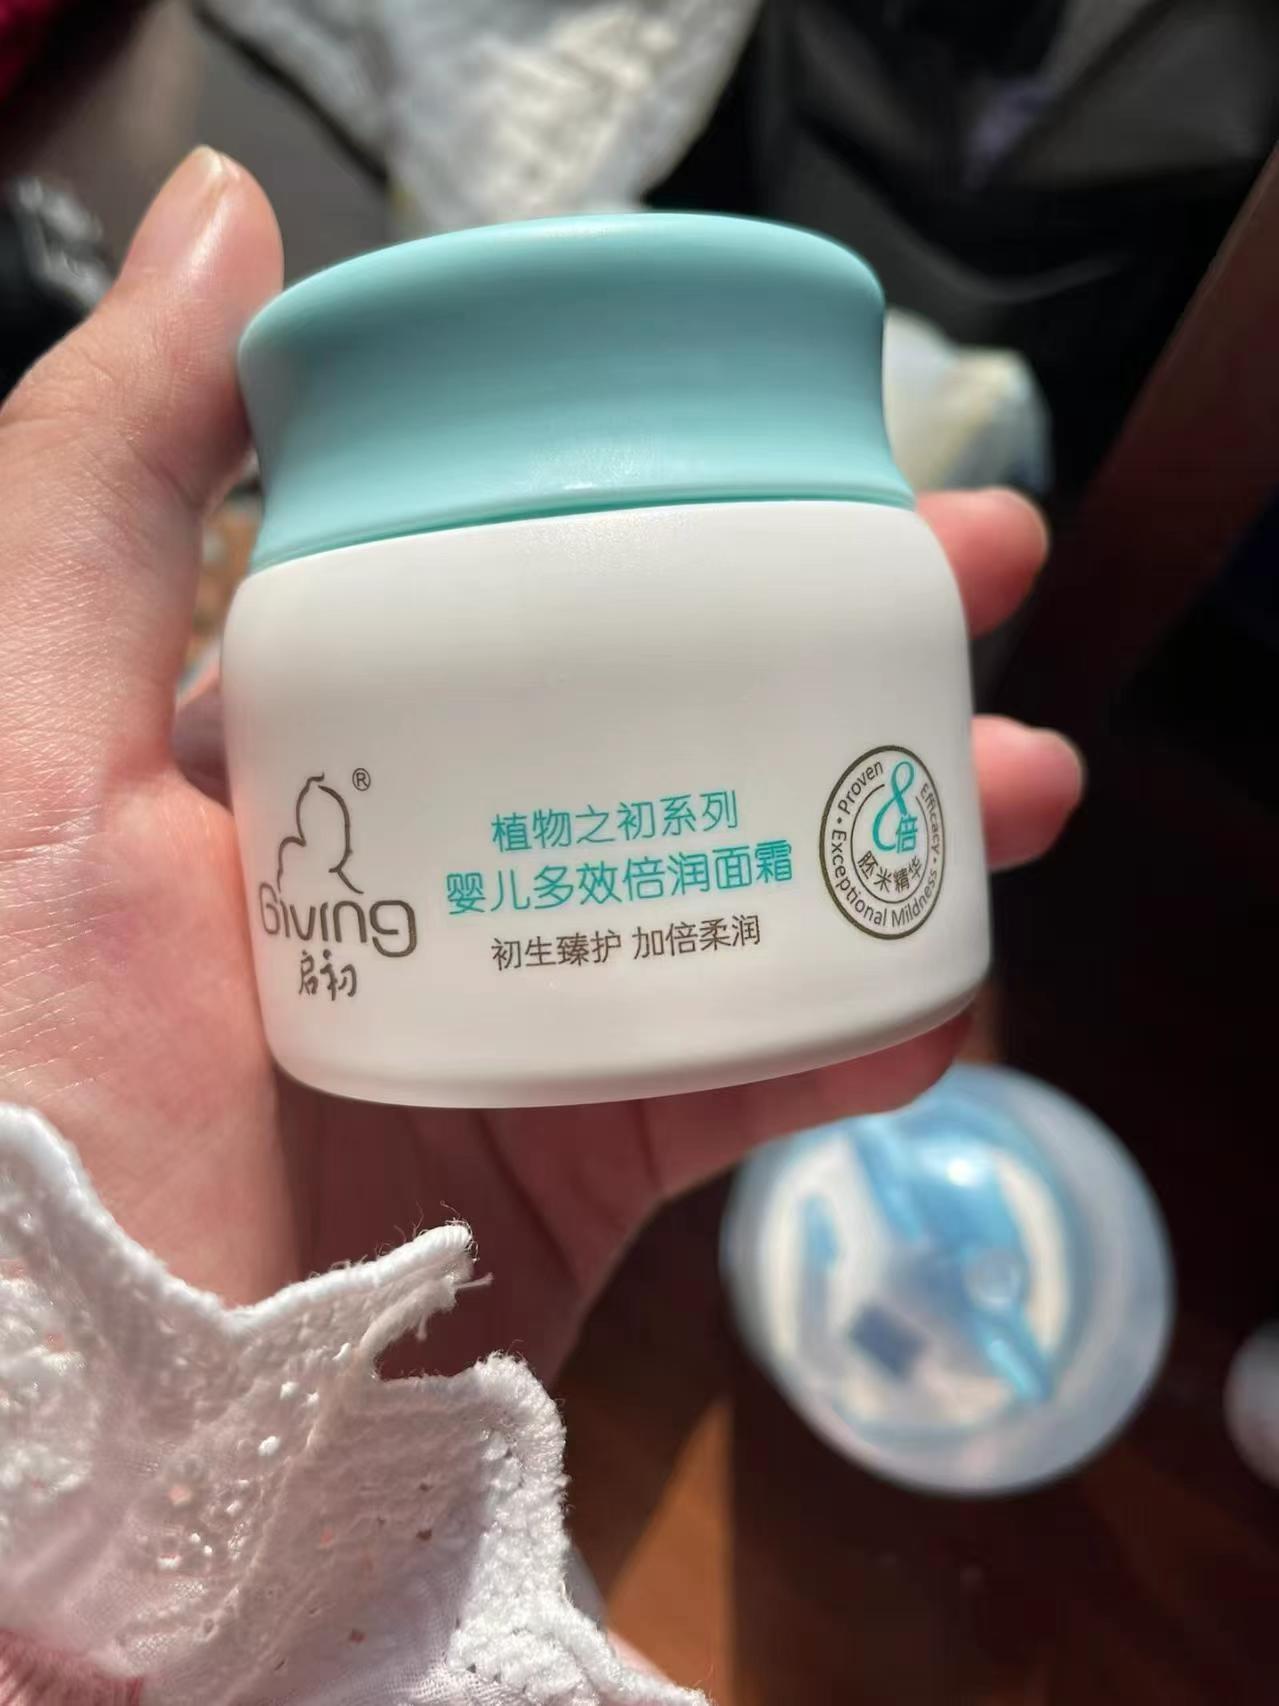 ®
Giving
启初
植物之初系列
婴儿多效倍润面霜
初生臻护 加倍柔润
Proven Efficacy • Exceptional Mildness •
8倍
胚米精华